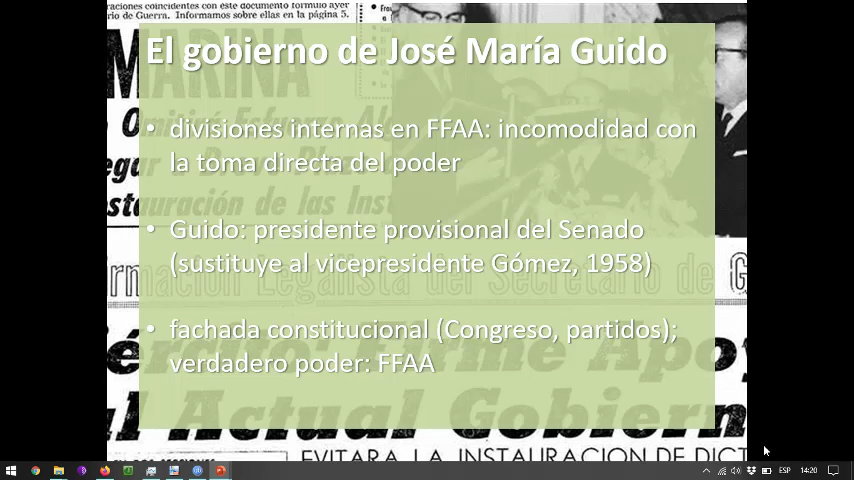 raciones coincidentes con este documento formuló ayer
rio de Guerra. Informamos sobre ellas en la página 5.
El gobierno de José María Guido
MARINA
• divisiones internas en FFAA: incomodidad con
la toma directa del poder
• Guido: presidente provisional del Senado
(sustituye al vicepresidente Gómez, 1958)
• fachada constitucional (Congreso, partidos);
verdadero poder: FFAA
Actual Gobiern
EVITARA LA INSTAURACION DE DICT
ESP
14:20